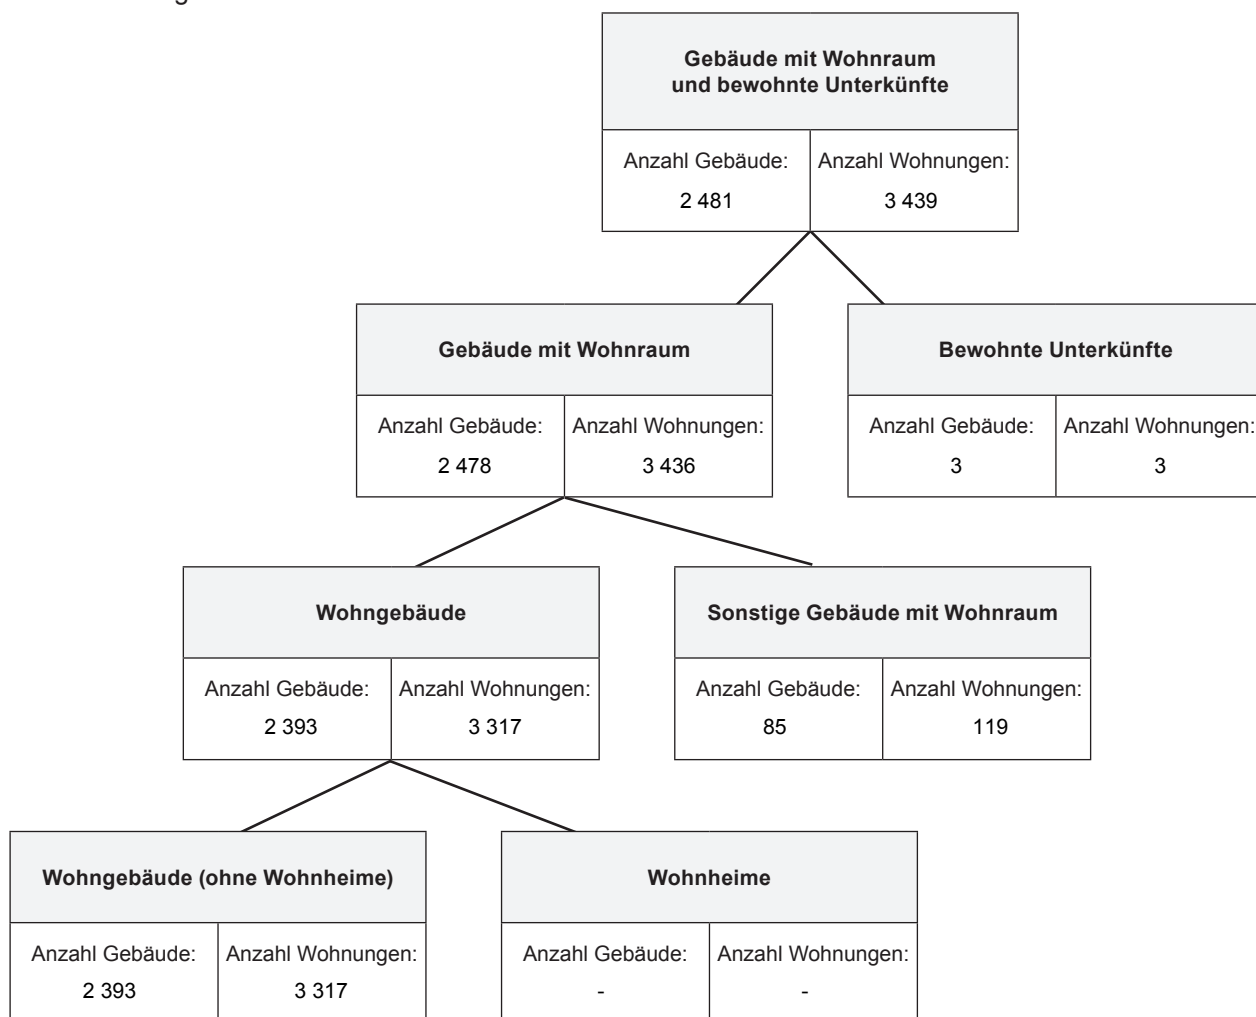 Gebäude mit Wohnraum
und bewohnte Unterkünfte
Anzahl Gebäude: Anzahl Wohnungen:
2 481 3 439
Gebäude mit Wohnraum Bewohnte Unterkünfte
Anzahl Gebäude: Anzahl Wohnungen: Anzahl Gebäude: Anzahl Wohnungen:
2 478 3 436 3 3
Wohngebäude Sonstige Gebäude mit Wohnraum
Anzahl Gebäude: Anzahl Wohnungen: Anzahl Gebäude: Anzahl Wohnungen:
2 393 3 317 85 119
Wohngebäude (ohne Wohnheime) Wohnheime
Anzahl Gebäude: Anzahl Wohnungen: Anzahl Gebäude: Anzahl Wohnungen:
2 393 3 317 - -